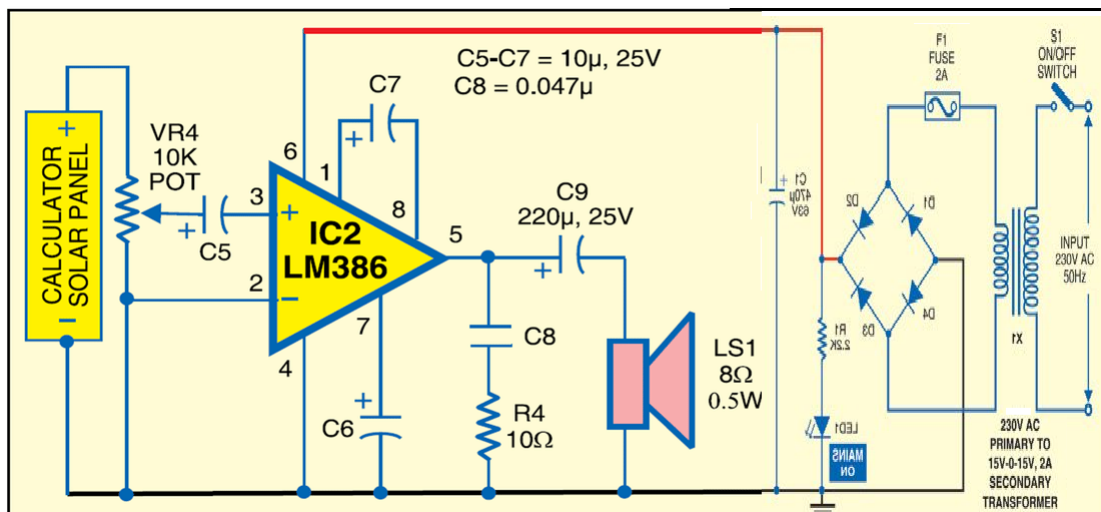 C5-C7 = 10µ, 25V
C8 = 0.047µ
CALCULATOR
SOLAR PANEL
+
−
VR4
10K
POT
+
C5
3
2
6
1
8
5
7
4
+
−
IC2
LM386
+
C7
+
C6
C9
220µ, 25V
+
C8
R4
10Ω
LS1
8Ω
0.5W
+
C1
470µ
63V
F1
FUSE
2A
S1
ON/OFF
SWITCH
D2
D1
D3
D4
R1
2.2K
LED1
MAINS
ON
X1
INPUT
230V AC
50Hz
230V AC
PRIMARY TO
15V-0-15V, 2A
SECONDARY
TRANSFORMER